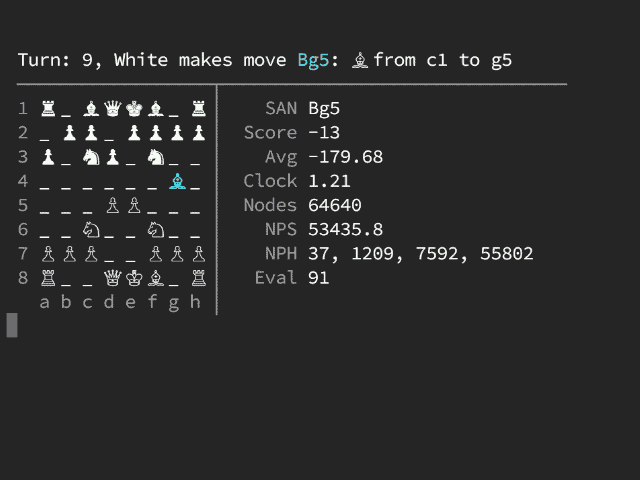 Turn: 9, White makes move Bg5: ♗ from c1 to g5
1 ♜ _ ♝ ♛ ♚ ♝ _ ♜ SAN Bg5
2 _ ♟ ♟ _ ♟ ♟ ♟ ♟ Score -13
3 ♟ _ ♞ ♟ _ ♞ _ _ Avg -179.68
4 _ _ _ _ _ _ ♗ _ Clock 1.21
5 _ _ _ ♙ ♙ _ _ _ Nodes 64640
6 _ _ ♘ _ _ ♘ _ _ NPS 53435.8
7 ♙ ♙ ♙ _ _ ♙ ♙ ♙ NPH 37, 1209, 7592, 55802
8 ♖ _ _ ♕ ♔ ♗ _ ♖ Eval 91
a b c d e f g h